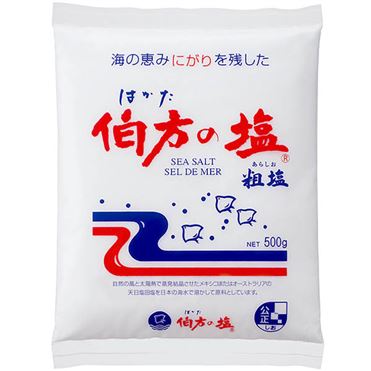 海の恵みにがりを残した
はかた
伯方の塩®
SEA SALT
SEL DE MER
あらしお
粗塩
NET 500g
自然の風と太陽熱で蒸発結晶させたメキシコまたはオーストラリアの
天日塩田塩を日本の海水で溶かして原料としています。
はかた
伯方の塩®
公正
しお